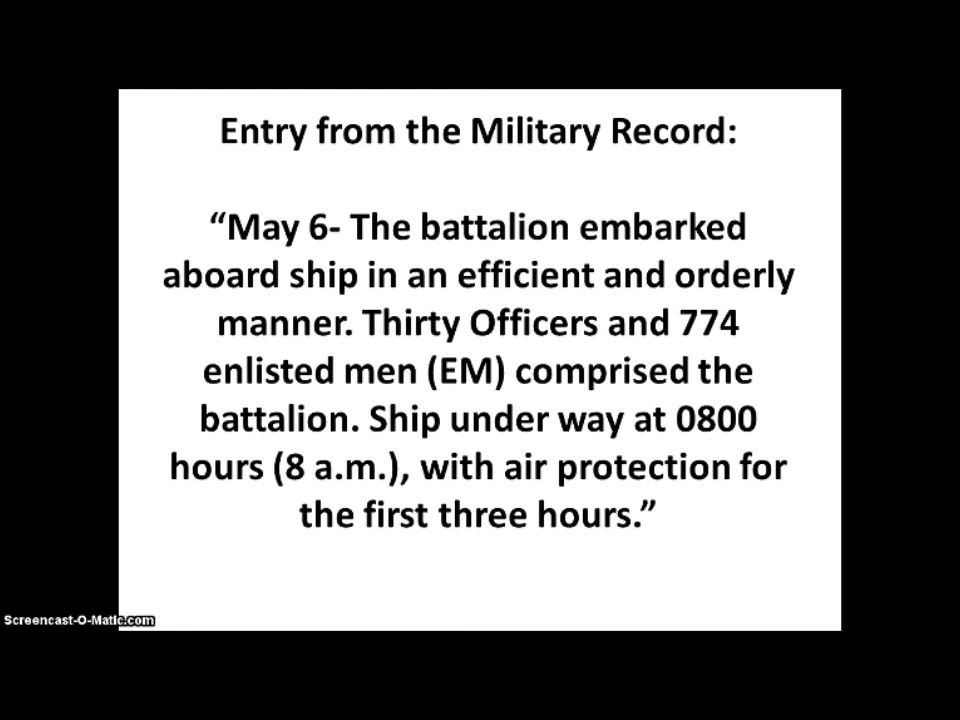 Entry from the Military Record:
“May 6- The battalion embarked
aboard ship in an efficient and orderly
manner. Thirty Officers and 774
enlisted men (EM) comprised the
battalion. Ship under way at 0800
hours (8 a.m.), with air protection for
the first three hours.”
Screencast-O-Matic.com